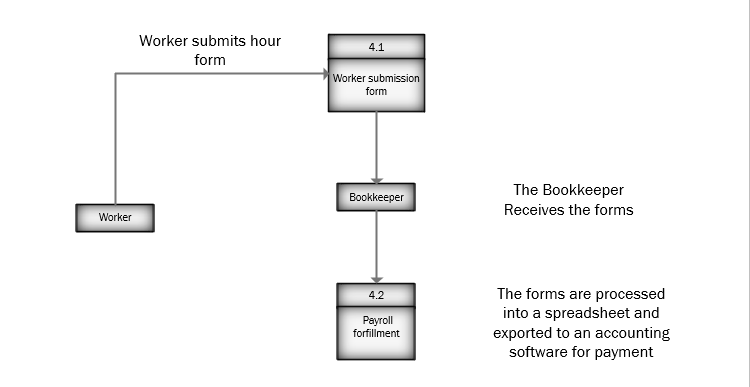 Worker submits hour
form
4.1
Worker submission
form
Worker
Bookkeeper
The Bookkeeper
Receives the forms
4.2
Payroll
forfillment
The forms are processed
into a spreadsheet and
exported to an accounting
software for payment